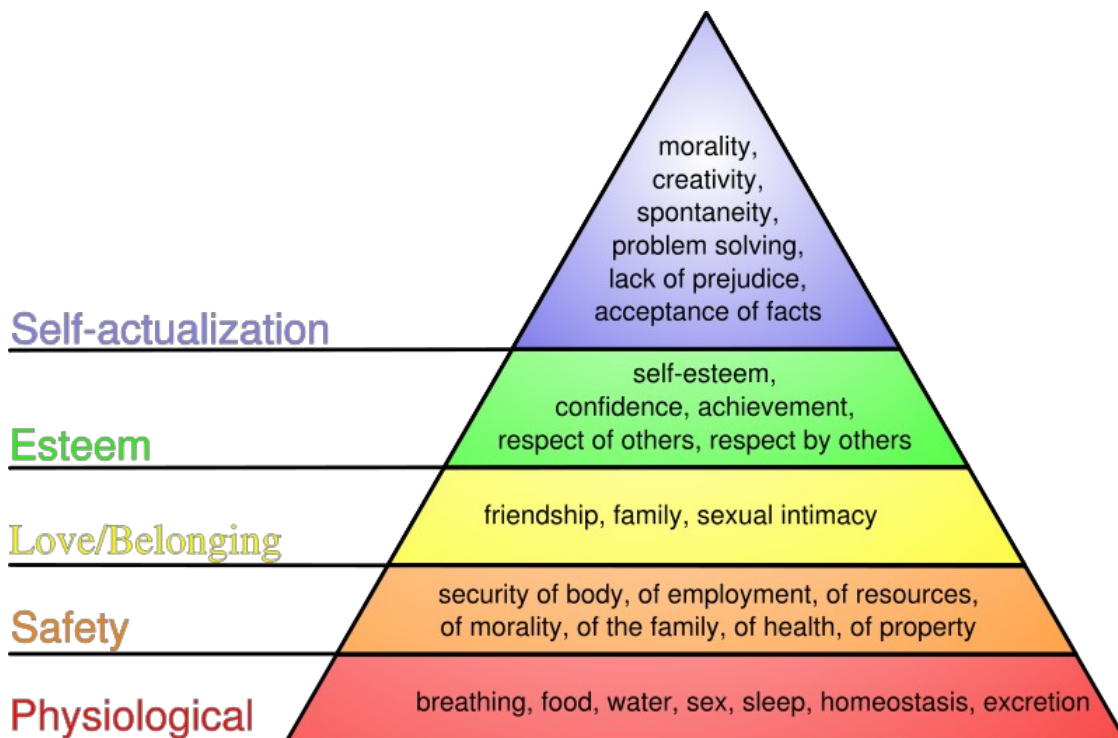 morality,
creativity,
spontaneity,
problem solving,
lack of prejudice,
acceptance of facts
Self-actualization
self-esteem,
confidence, achievement,
respect of others, respect by others
Esteem
friendship, family, sexual intimacy
Love/Belonging
security of body, of employment, of resources,
of morality, of the family, of health, of property
Safety
breathing, food, water, sex, sleep, homeostasis, excretion
Physiological